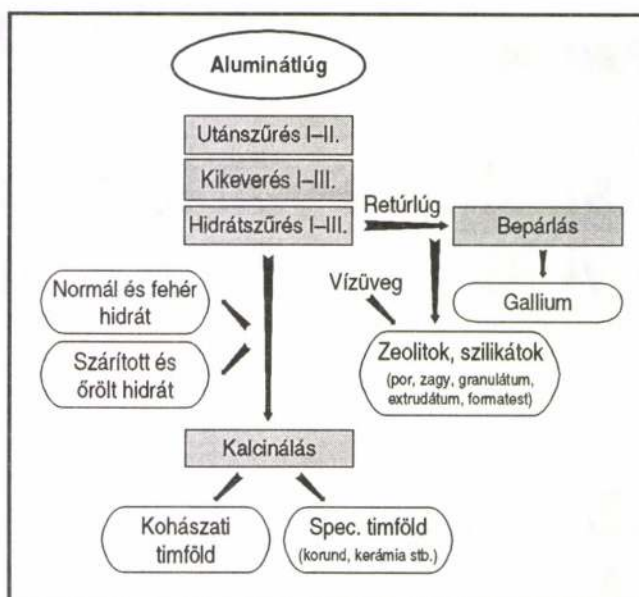 Aluminátlúg
Utánszűrés I–II.
Kikeverés I–III.
Hidrátszűrés I–III.
Retúrlúg
Bepárlás
Gallium
Vízüveg
Normál és fehér
hidrát
Szárított és
őrölt hidrát
Zeolitok, szilikátok
(por, zagy, granulátum,
extrudátum, formatest)
Kalcinálás
Kohászati
timföld
Spec. timföld
(korund, kerámia stb.)